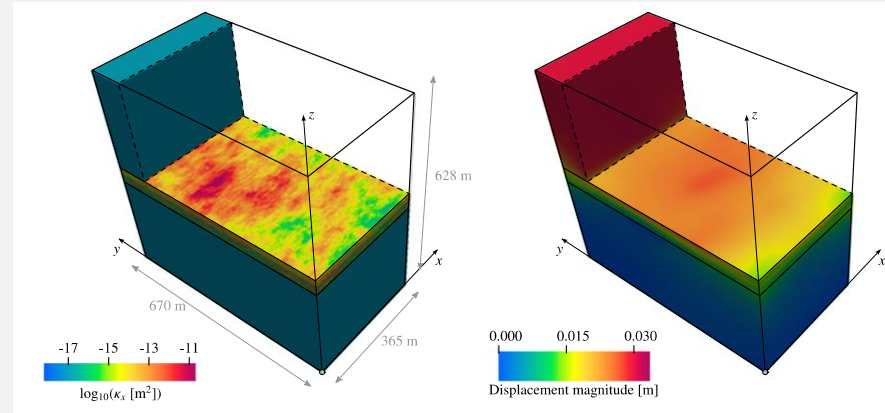 z
628 m
y
x
670 m
365 m
-17 -15 -13 -11
log₁₀(κₓ [m²])
z
y
x
0.000 0.015 0.030
Displacement magnitude [m]